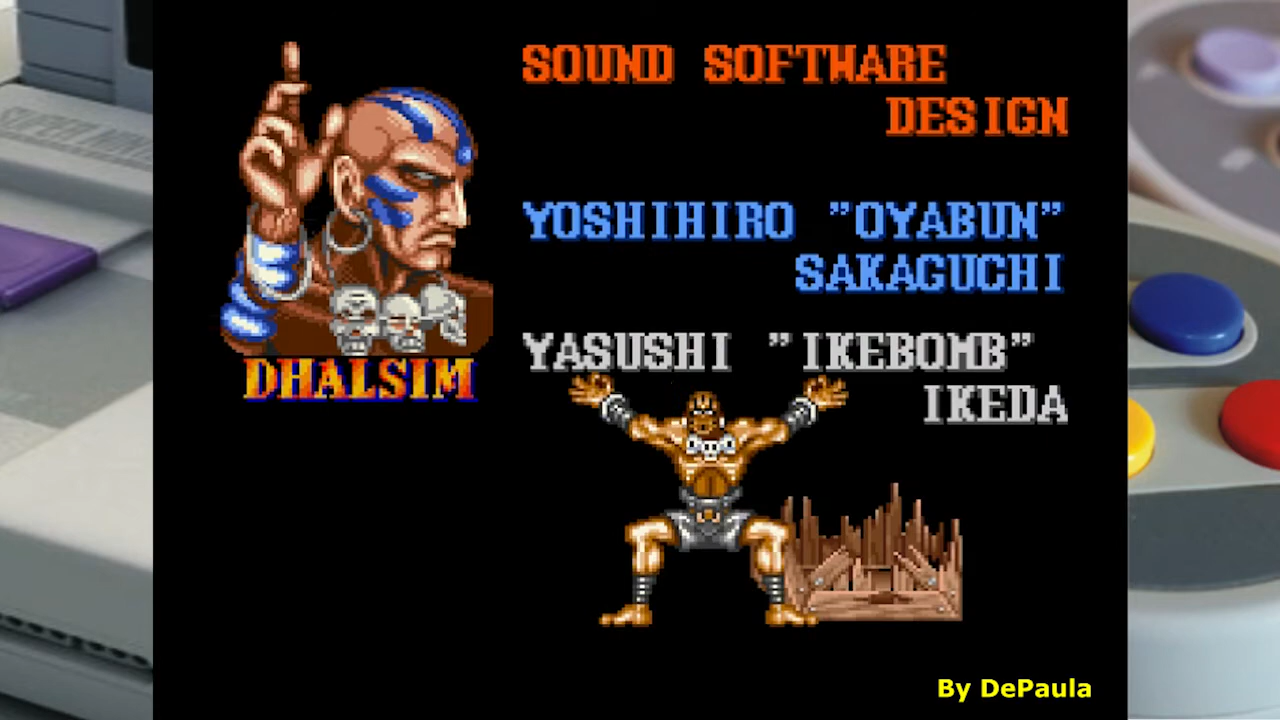 SOUND SOFTWARE
DESIGN
YOSHIHIRO "OYABUN"
SAKAGUCHI
YASUSHI "IKEBOMB"
IKEDA
DHALSIM
By DePaula